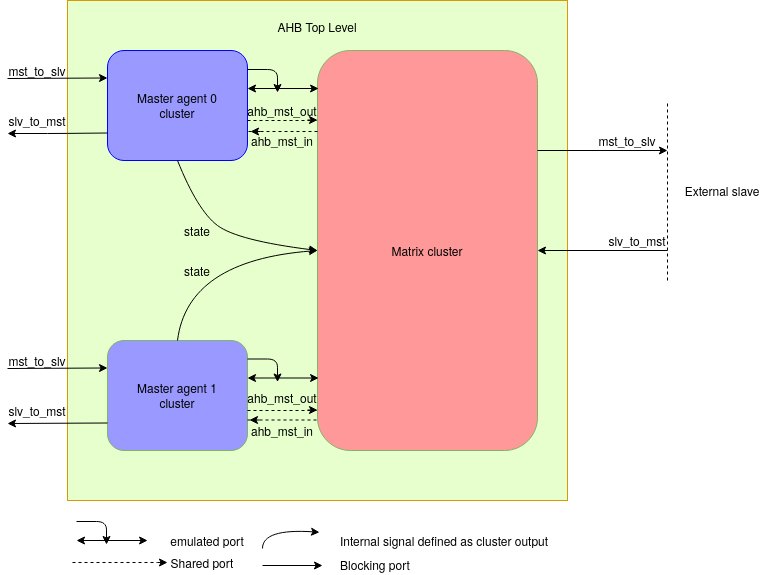 AHB Top Level
mst_to_slv
Master agent 0
cluster
slv_to_mst
ahb_mst_out
ahb_mst_in
mst_to_slv
External slave
state
Matrix cluster
slv_to_mst
state
mst_to_slv
Master agent 1
cluster
slv_to_mst
ahb_mst_out
ahb_mst_in
emulated port
Internal signal defined as cluster output
Shared port
Blocking port